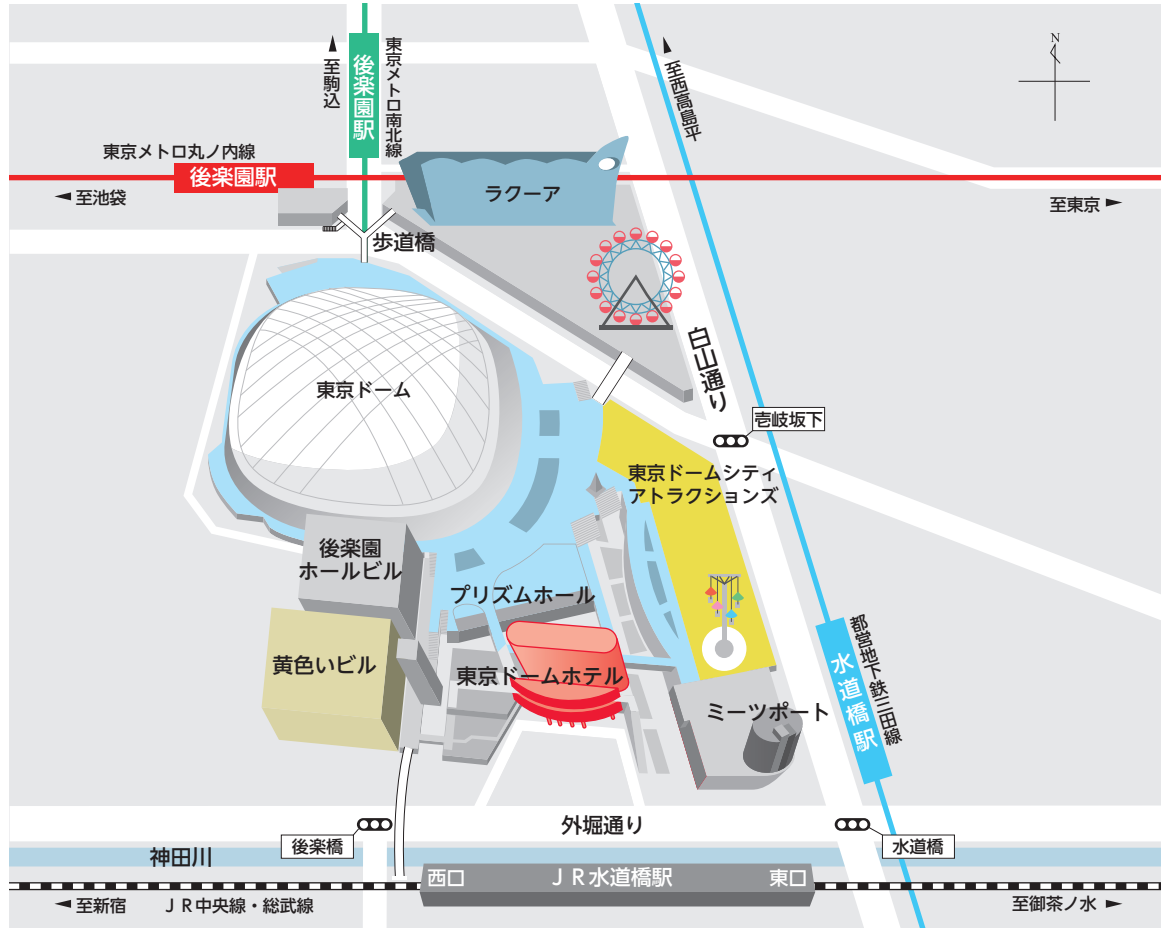 N
東京メトロ南北線
後楽園駅
至駒込
至西高島平
東京メトロ丸ノ内線
後楽園駅
至池袋
ラクーア
至東京
歩道橋
白山通り
東京ドーム
壱岐坂下
東京ドームシティ
アトラクションズ
後楽園
ホールビル
プリズムホール
黄色いビル
東京ドームホテル
都営地下鉄三田線
水道橋駅
ミーツポート
外堀通り
後楽橋
水道橋
神田川
西口
JR水道橋駅
東口
至新宿
JR中央線・総武線
至御茶ノ水